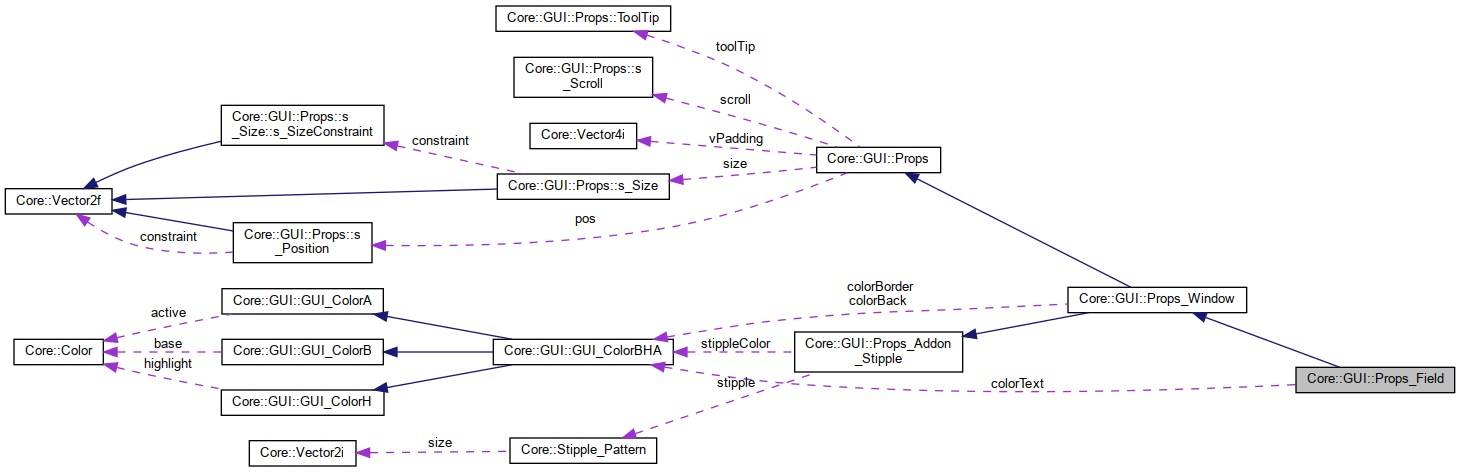 Core::GUI::Props::ToolTip
toolTip
Core::GUI::Props::s
_Scroll
scroll
Core::GUI::Props::s
_Size::s_SizeConstraint
constraint
Core::Vector4i
vPadding
Core::GUI::Props
size
Core::GUI::Props::s_Size
Core::Vector2f
pos
constraint
Core::GUI::Props::s
_Position
Core::GUI::GUI_ColorA
active
colorBorder
colorBack
Core::GUI::Props_Window
Core::Color
base
Core::GUI::GUI_ColorB
Core::GUI::GUI_ColorBHA
stippleColor
Core::GUI::Props_Addon
_Stipple
highlight
Core::GUI::GUI_ColorH
stipple
colorText
Core::GUI::Props_Field
Core::Vector2i
size
Core::Stipple_Pattern